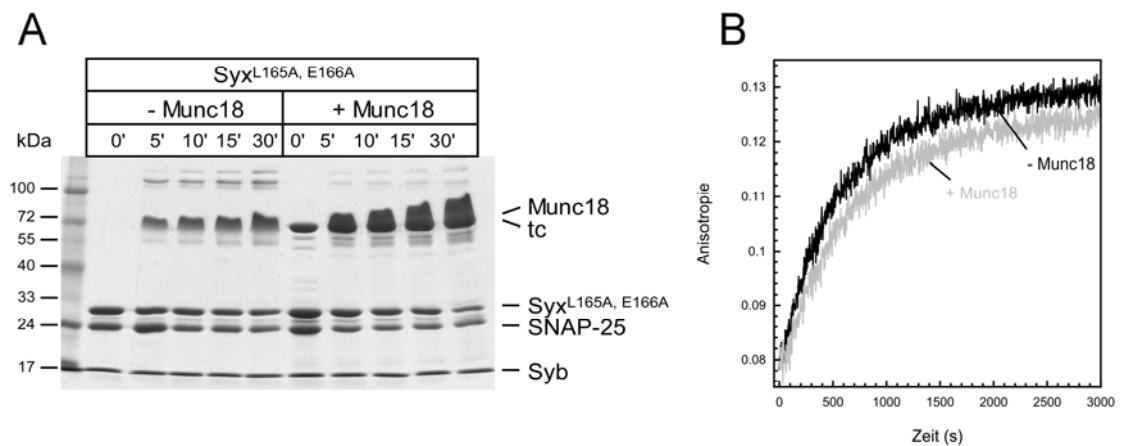 A
Syx^L165A, E166A
- Munc18 + Munc18
kDa 0' 5' 10' 15' 30' 0' 5' 10' 15' 30'
100
72
55
40
33
24
17
Munc18
tc
Syx^L165A, E166A
SNAP-25
Syb
B
Anisotropie
0.13
0.12
0.11
0.1
0.09
0.08
- Munc18
+ Munc18
0 500 1000 1500 2000 2500 3000
Zeit (s)